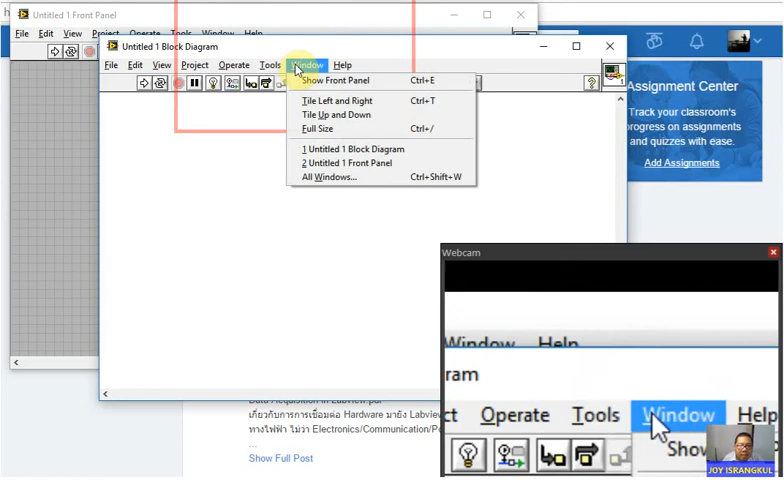 Untitled 1 Front Panel
File Edit View Project Operate Tools Window Help
Untitled 1 Block Diagram
File Edit View Project Operate Tools Window Help
Show Front Panel Ctrl+E
Tile Left and Right Ctrl+T
Tile Up and Down
Full Size Ctrl+/
1 Untitled 1 Block Diagram
2 Untitled 1 Front Panel
All Windows... Ctrl+Shift+W
Assignment Center
Track your classroom's
progress on assignments
and quizzes with ease.
Add Assignments
Webcam
Window Help
ram
ct Operate Tools Window Help
Show
JOY ISRANGKUL
Data Acquisition in Labview.pdf
เกี่ยวกับการการเชื่อมต่อ Hardware มายัง Labview
ทางไฟฟ้า ไม่ว่า Electronics/Communication/Po
...
Show Full Post